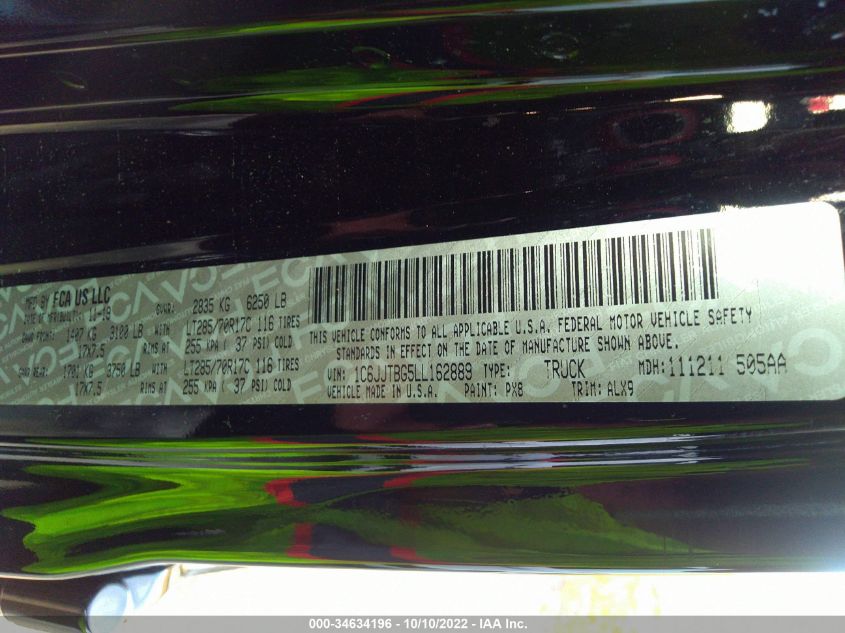 MFD BY FCA US LLC
DATE OF MFR(BUILT): 11-19 GVWR: 2835 KG 6250 LB
GAWR FRONT: 1407 KG 3100 LB WITH LT285/70R17C 116 TIRES
17X7.5 RIMS AT 255 KPA ( 37 PSI) COLD
GAWR REAR: 1701 KG 3750 LB WITH LT285/70R17C 116 TIRES
17X7.5 RIMS AT 255 KPA ( 37 PSI) COLD
THIS VEHICLE CONFORMS TO ALL APPLICABLE U.S.A. FEDERAL MOTOR VEHICLE SAFETY
STANDARDS IN EFFECT ON THE DATE OF MANUFACTURE SHOWN ABOVE.
VIN: 1C6JJTBG5LL162889 TYPE: TRUCK MDH: 111211 505AA
VEHICLE MADE IN U.S.A. PAINT: PX8 TRIM: ALX9
000-34634196 - 10/10/2022 - IAA Inc.